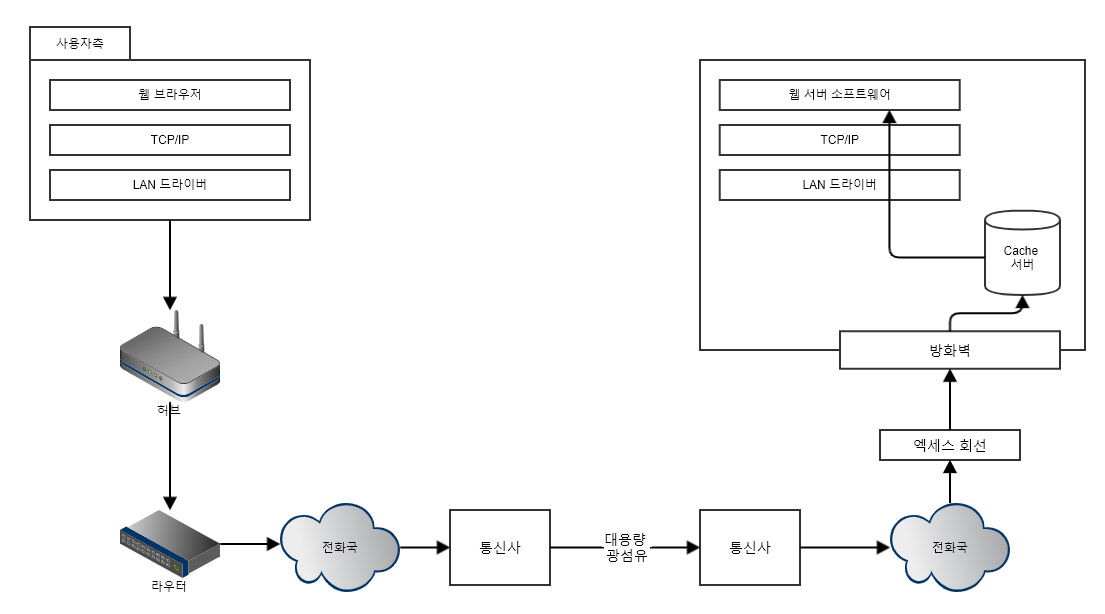 사용자측
웹 브라우저
TCP/IP
LAN 드라이버
허브
라우터
전화국
통신사
대용량
광섬유
통신사
전화국
엑세스 회선
방화벽
Cache
서버
웹 서버 소프트웨어
TCP/IP
LAN 드라이버